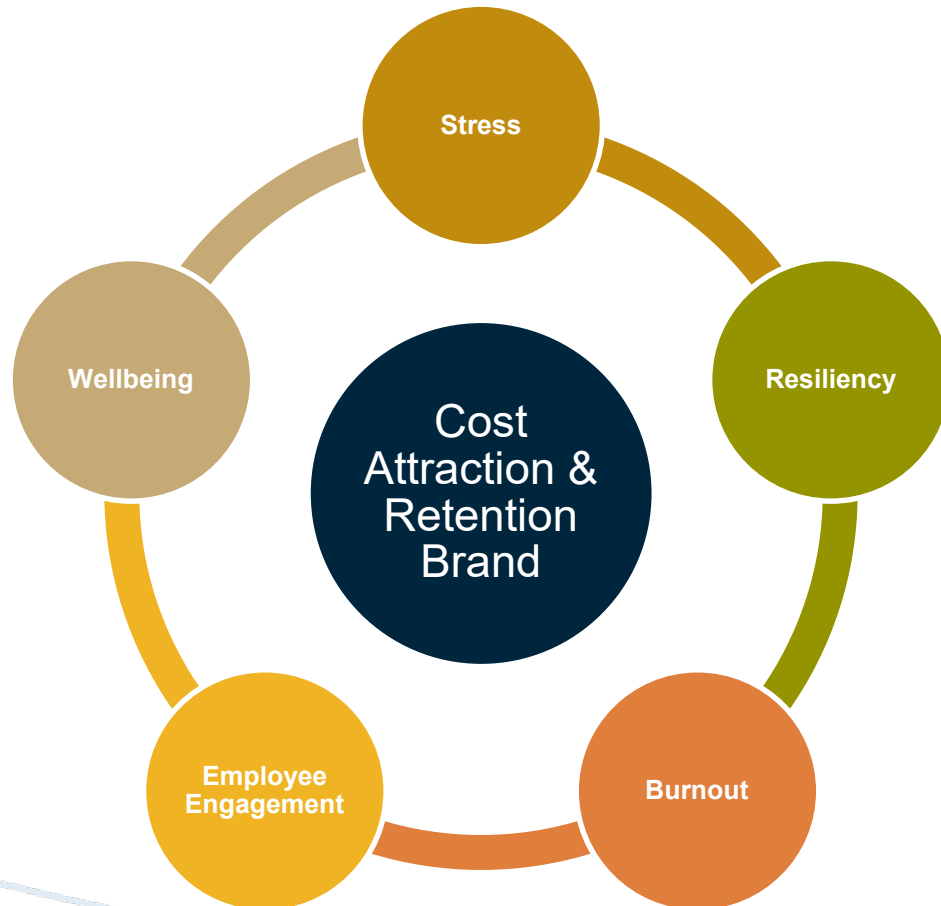 Stress
Wellbeing
Resiliency
Cost
Attraction &
Retention
Brand
Employee
Engagement
Burnout